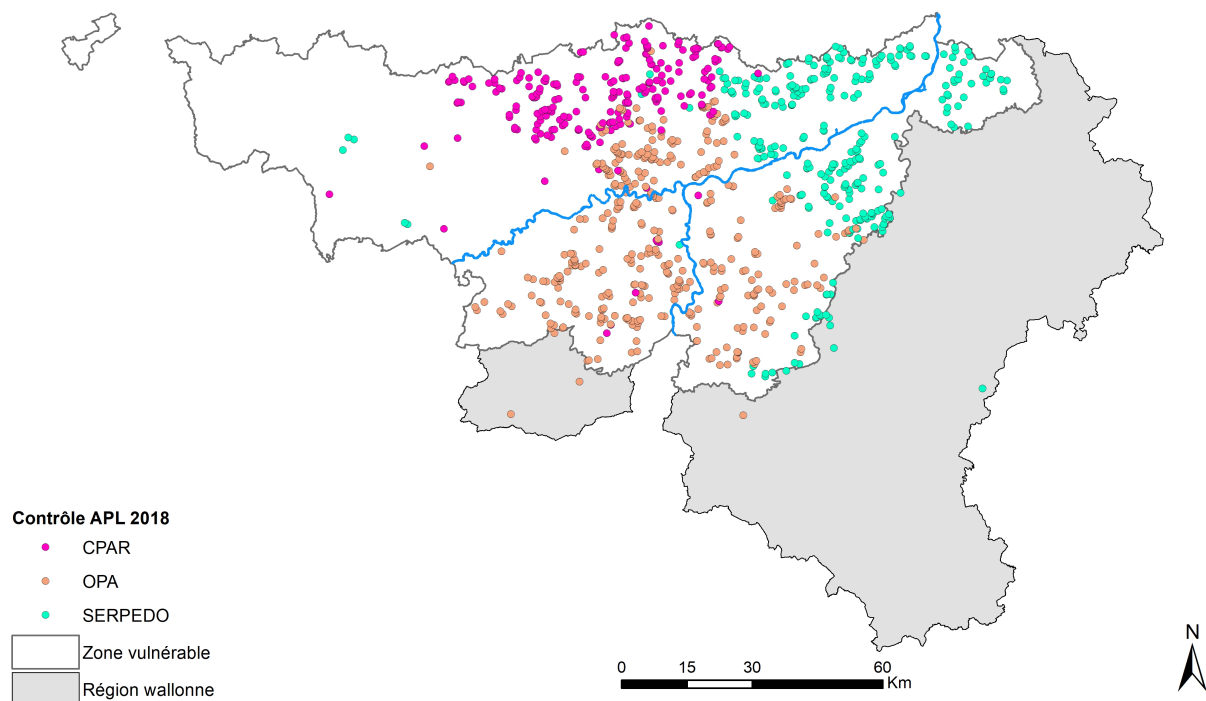 Contrôle APL 2018
CPAR
OPA
SERPEDO
Zone vulnérable
Région wallonne
0 15 30 60
Km
N